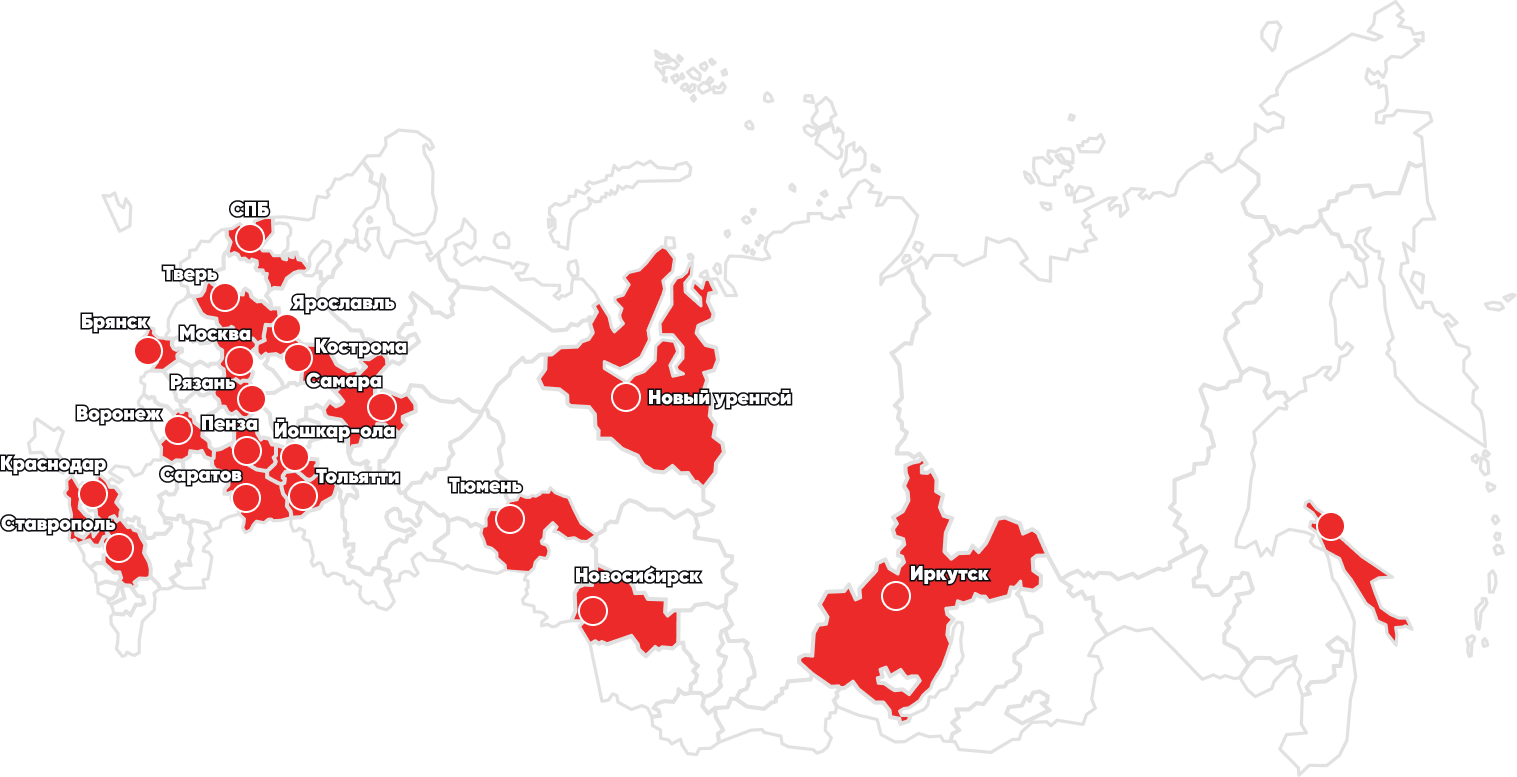 СПБ
Тверь
Ярославль
Брянск
Москва
Кострома
Рязань
Самара
Новый уренгой
Воронеж
Пенза
Йошкар-ола
Краснодар
Саратов
Тольятти
Тюмень
Ставрополь
Новосибирск
Иркутск